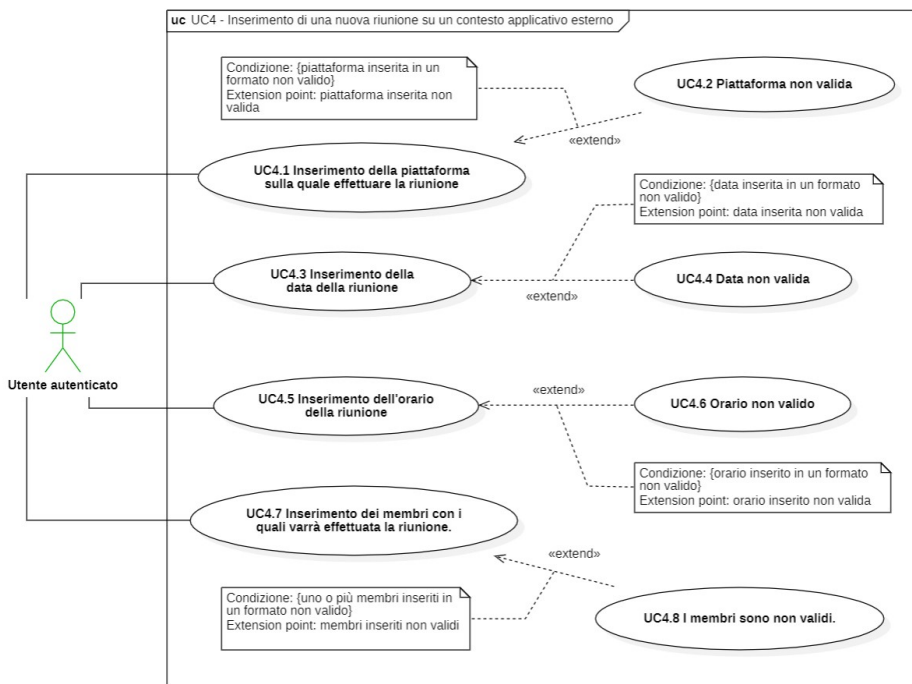 uc UC4 - Inserimento di una nuova riunione su un contesto applicativo esterno
Condizione: {piattaforma inserita in un
formato non valido}
Extension point: piattaforma inserita non
valida
UC4.2 Piattaforma non valida
«extend»
UC4.1 Inserimento della piattaforma
sulla quale effettuare la riunione
Condizione: {data inserita in un formato
non valido}
Extension point: data inserita non valida
UC4.3 Inserimento della
data della riunione
«extend»
UC4.4 Data non valida
Utente autenticato
UC4.5 Inserimento dell'orario
della riunione
«extend»
UC4.6 Orario non valido
Condizione: {orario inserito in un formato
non valido}
Extension point: orario inserito non valida
UC4.7 Inserimento dei membri con i
quali varrà effettuata la riunione.
«extend»
Condizione: {uno o più membri inseriti in
un formato non valido}
Extension point: membri inseriti non validi
UC4.8 I membri sono non validi.